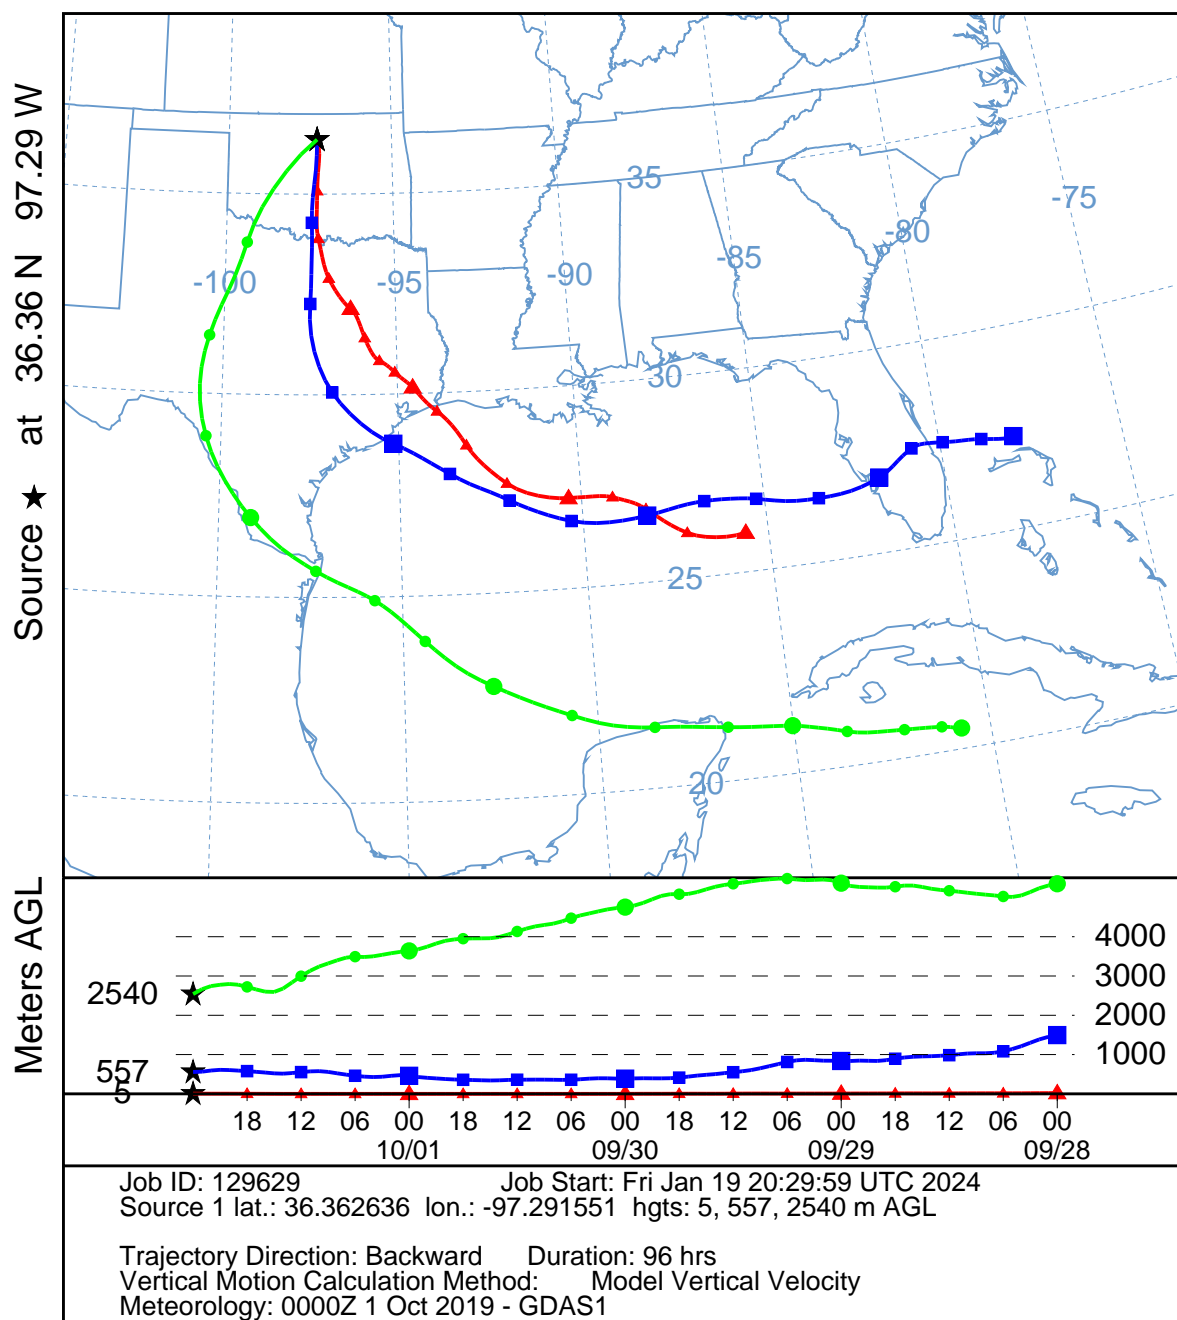 Source ★ at 36.36 N 97.29 W
35
-75
-80
-85
-90
-95
-100
30
25
20
Meters AGL
4000
3000
2540
2000
1000
557
5
18 12 06 00 18 12 06 00 18 12 06 00 18 12 06 00
10/01 09/30 09/29 09/28
Job ID: 129629 Job Start: Fri Jan 19 20:29:59 UTC 2024
Source 1 lat.: 36.362636 lon.: -97.291551 hgts: 5, 557, 2540 m AGL
Trajectory Direction: Backward Duration: 96 hrs
Vertical Motion Calculation Method: Model Vertical Velocity
Meteorology: 0000Z 1 Oct 2019 - GDAS1